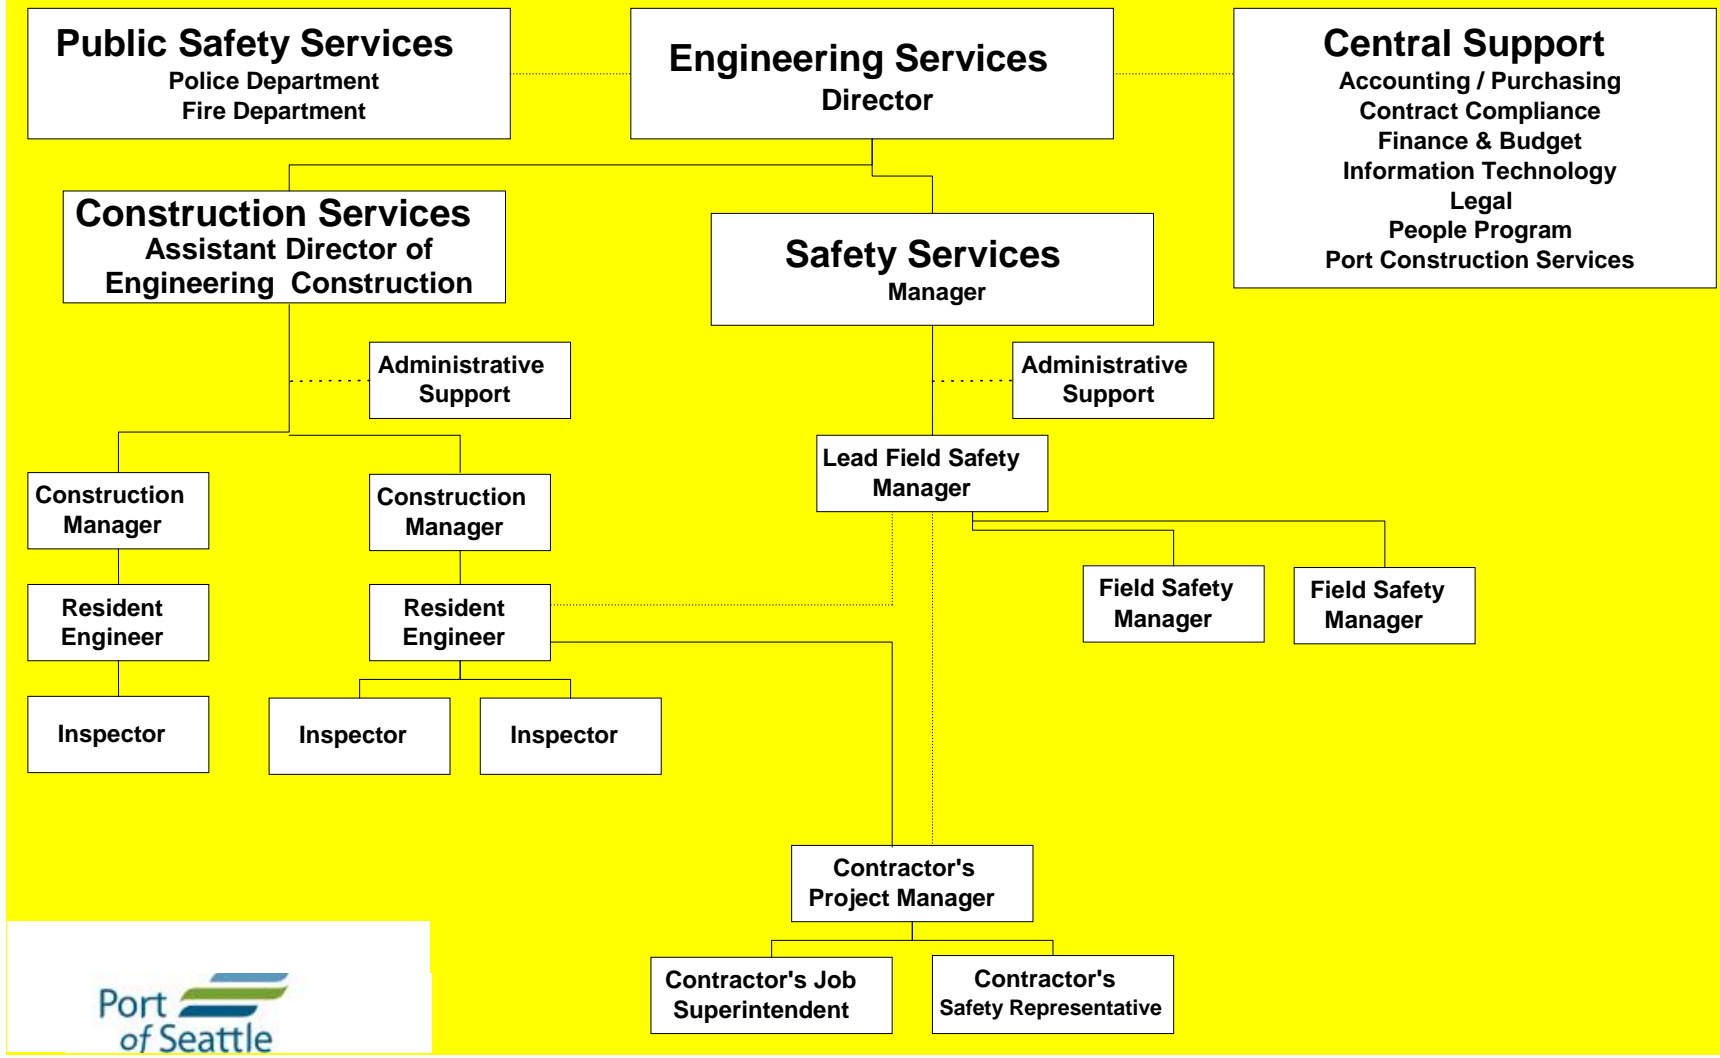 Public Safety Services
Police Department
Fire Department
Engineering Services
Director
Central Support
Accounting / Purchasing
Contract Compliance
Finance & Budget
Information Technology
Legal
People Program
Port Construction Services
Construction Services
Assistant Director of
Engineering Construction
Safety Services
Manager
Administrative
Support
Administrative
Support
Lead Field Safety
Manager
Construction
Manager
Construction
Manager
Field Safety
Manager
Field Safety
Manager
Resident
Engineer
Resident
Engineer
Inspector
Inspector
Inspector
Contractor's
Project Manager
Contractor's Job
Superintendent
Contractor's
Safety Representative
Port
of Seattle